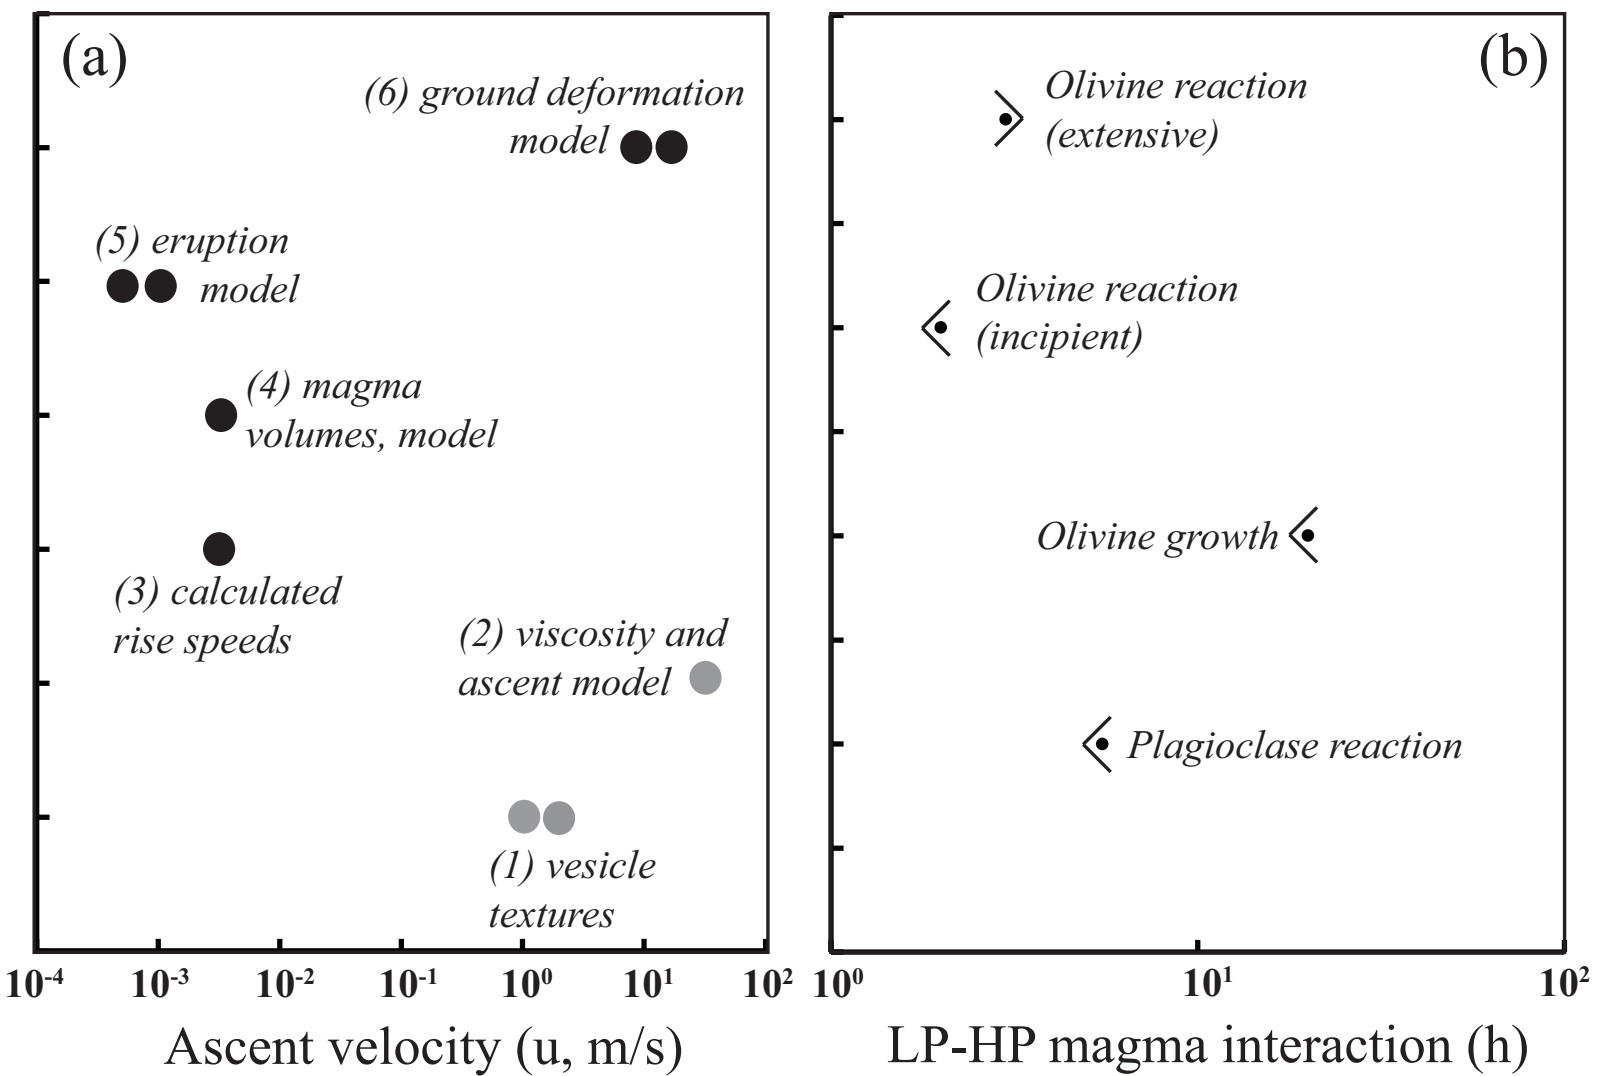 (a)
(6) ground deformation
model
(5) eruption
model
(4) magma
volumes, model
(3) calculated
rise speeds
(2) viscosity and
ascent model
(1) vesicle
textures
10⁻⁴ 10⁻³ 10⁻² 10⁻¹ 10⁰ 10¹ 10²
Ascent velocity (u, m/s)
(b)
Olivine reaction
(extensive)
Olivine reaction
(incipient)
Olivine growth
Plagioclase reaction
10⁰ 10¹ 10²
LP-HP magma interaction (h)